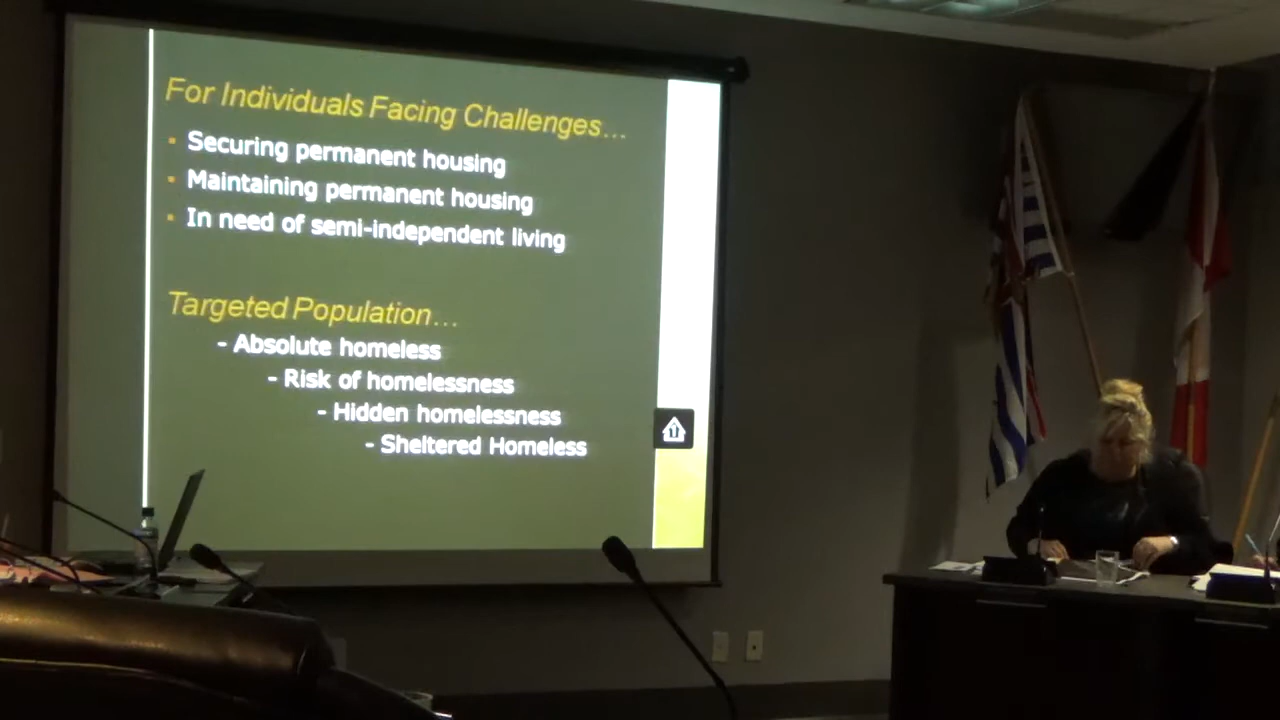 For Individuals Facing Challenges...
▪ Securing permanent housing
▪ Maintaining permanent housing
▪ In need of semi-independent living
Targeted Population...
- Absolute homeless
- Risk of homelessness
- Hidden homelessness
- Sheltered Homeless